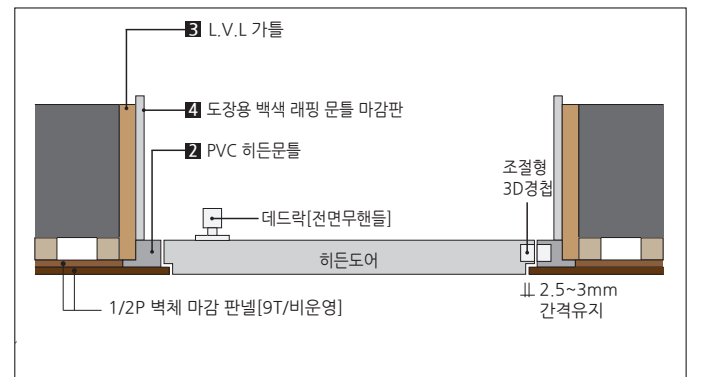 3 L.V.L 가틀
4 도장용 백색 래핑 문틀 마감판
2 PVC 히든문틀
조절형
3D경첩
데드락[전면무핸들]
히든도어
1/2P 벽체 마감 판넬[9T/비운영]
2.5~3mm
간격유지